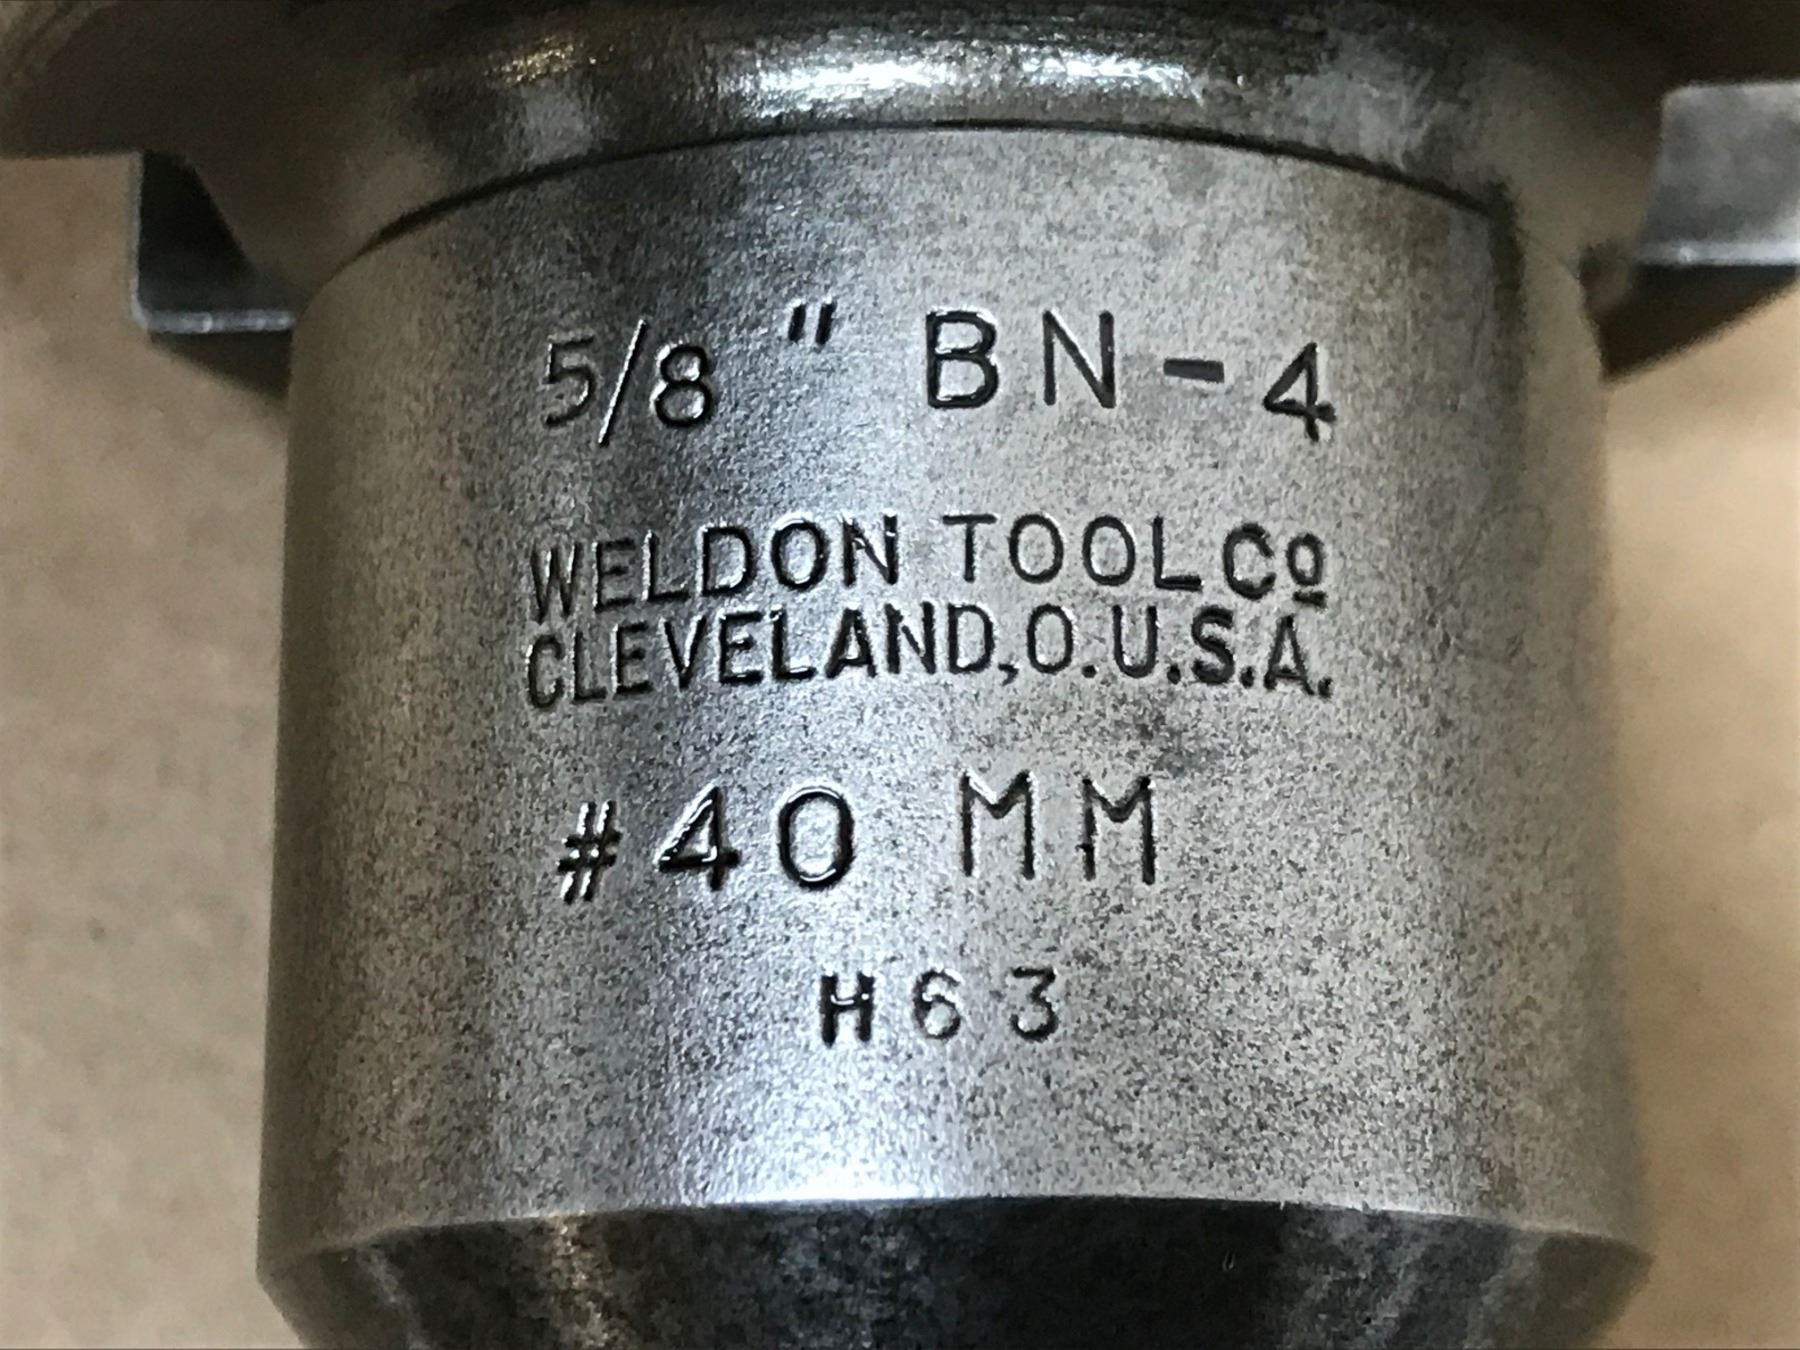 5/8 " BN-4
WELDON TOOL Co
CLEVELAND, O. U.S.A.
#40 MM
H63